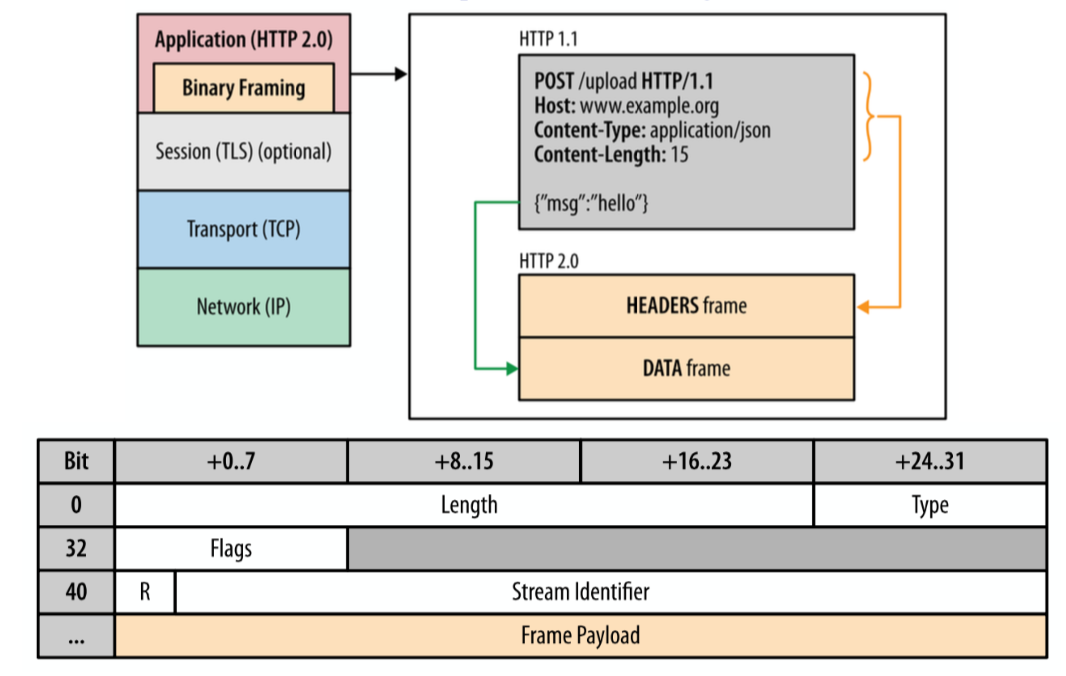 Application (HTTP 2.0)
Binary Framing
Session (TLS) (optional)
Transport (TCP)
Network (IP)
HTTP 1.1
POST /upload HTTP/1.1
Host: www.example.org
Content-Type: application/json
Content-Length: 15
{"msg":"hello"}
HTTP 2.0
HEADERS frame
DATA frame
Bit +0..7 +8..15 +16..23 +24..31
0 Length Type
32 Flags
40 R Stream Identifier
... Frame Payload